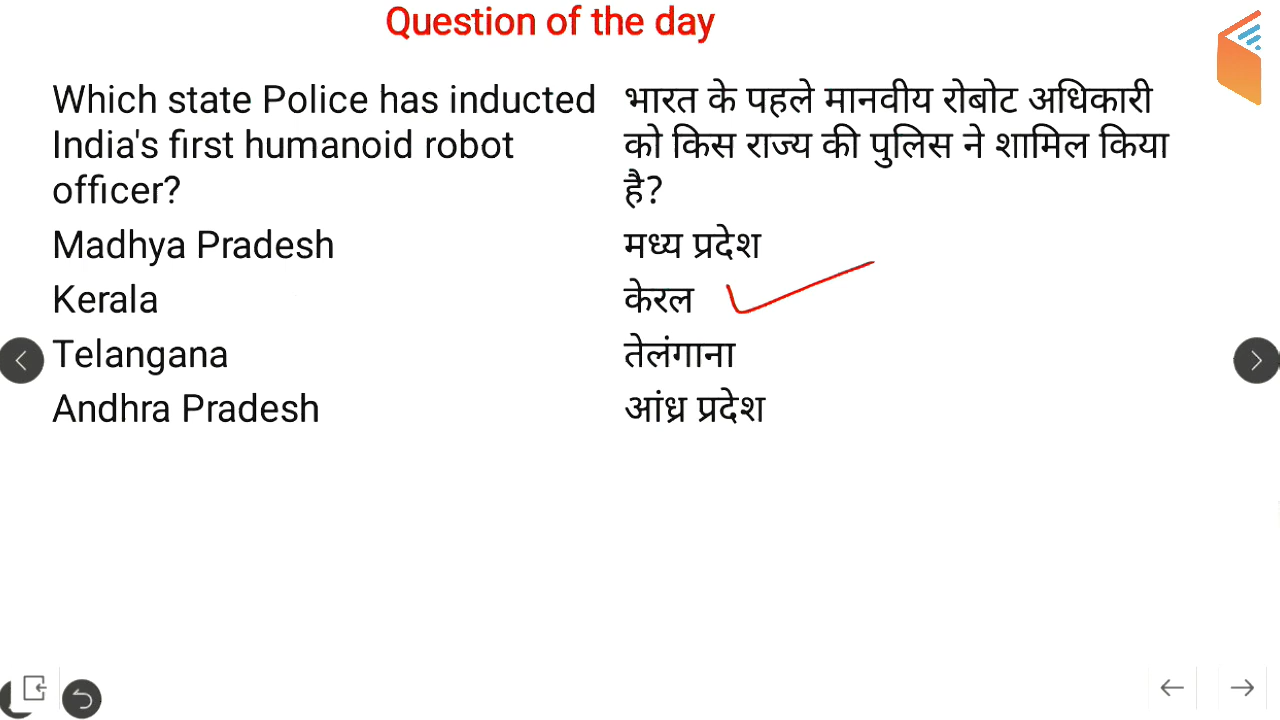 Question of the day
Which state Police has inducted
India's first humanoid robot
officer?
Madhya Pradesh
Kerala
Telangana
Andhra Pradesh
भारत के पहले मानवीय रोबोट अधिकारी
को किस राज्य की पुलिस ने शामिल किया
है?
मध्य प्रदेश
केरल
तेलंगाना
आंध्र प्रदेश